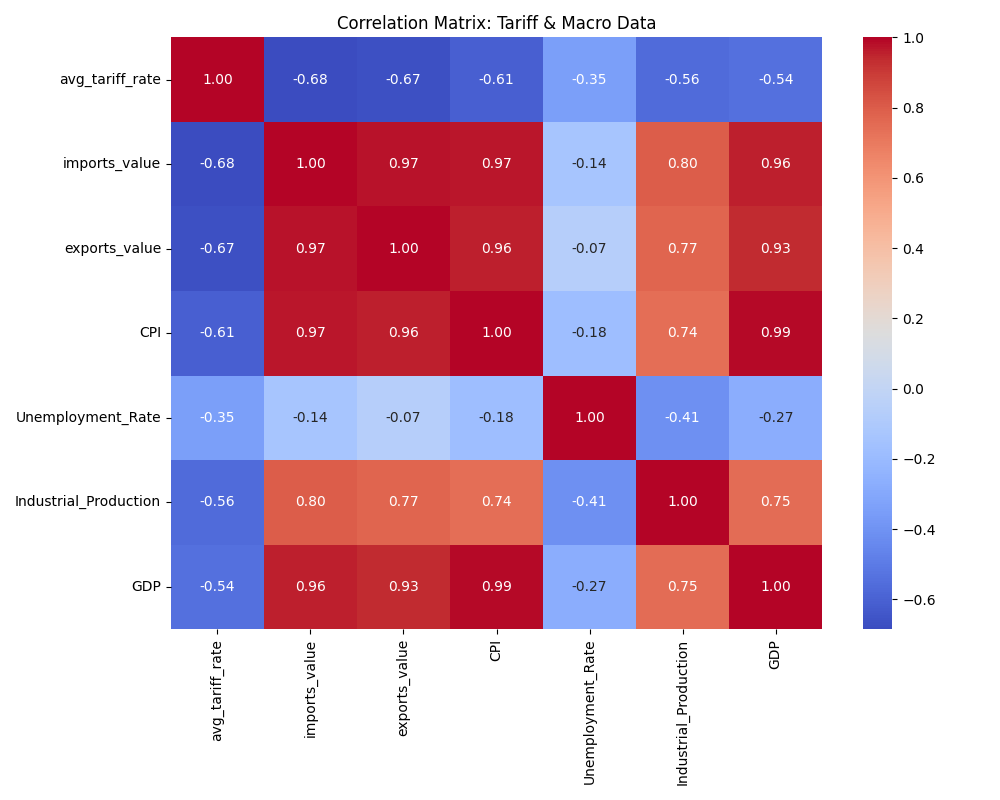 Correlation Matrix: Tariff & Macro Data
avg_tariff_rate 1.00 -0.68 -0.67 -0.61 -0.35 -0.56 -0.54
imports_value -0.68 1.00 0.97 0.97 -0.14 0.80 0.96
exports_value -0.67 0.97 1.00 0.96 -0.07 0.77 0.93
CPI -0.61 0.97 0.96 1.00 -0.18 0.74 0.99
Unemployment_Rate -0.35 -0.14 -0.07 -0.18 1.00 -0.41 -0.27
Industrial_Production -0.56 0.80 0.77 0.74 -0.41 1.00 0.75
GDP -0.54 0.96 0.93 0.99 -0.27 0.75 1.00
avg_tariff_rate
imports_value
exports_value
CPI
Unemployment_Rate
Industrial_Production
GDP
1.0
0.8
0.6
0.4
0.2
0.0
−0.2
−0.4
−0.6